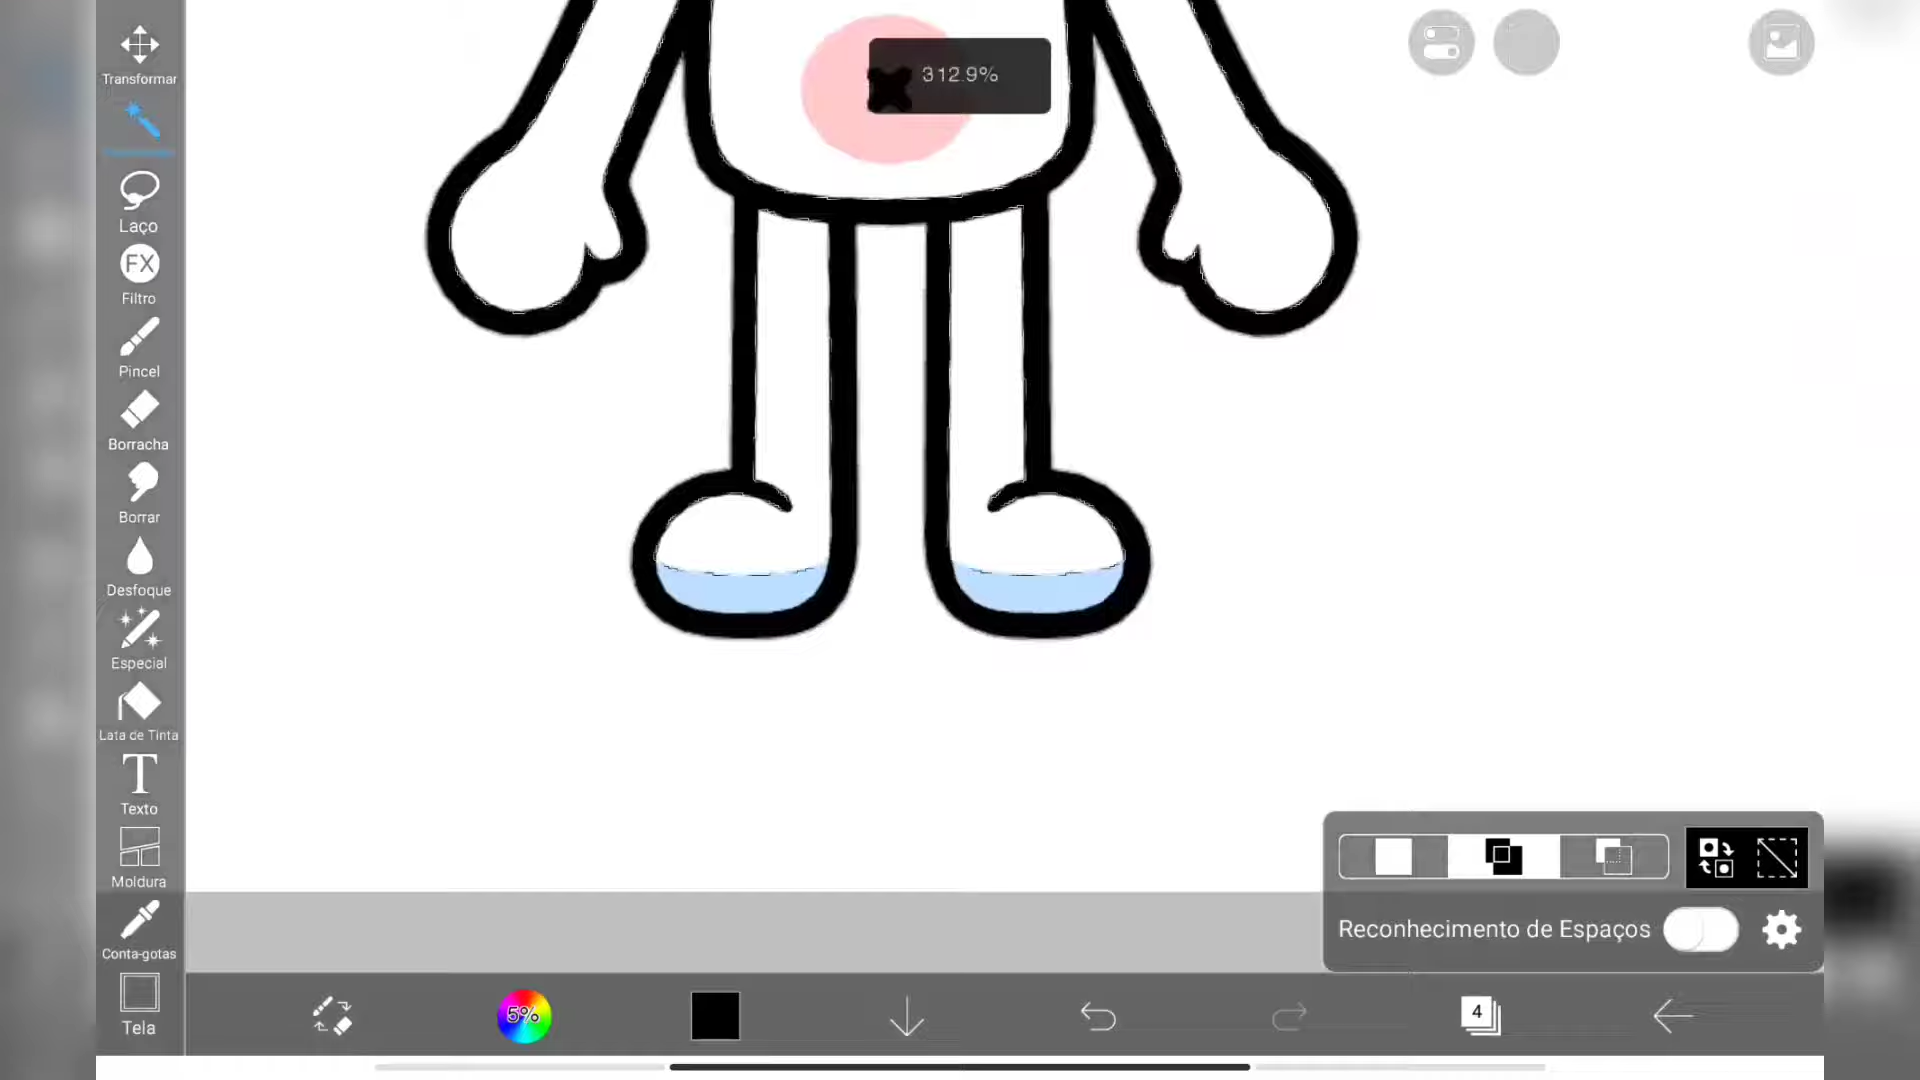 Transformar
312.9%
Laço
FX
Filtro
Pincel
Borracha
Borrar
Desfoque
Especial
Lata de Tinta
T
Texto
Moldura
Conta-gotas
Reconhecimento de Espaços
Tela
5%
4